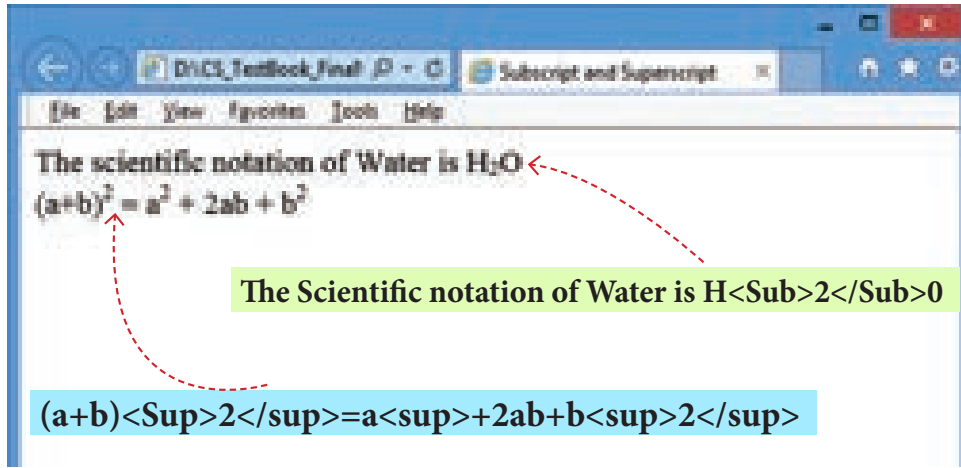 D:\CS_TextBook_Final\
Subscript and Superscript
File Edit View Favorites Tools Help
The scientific notation of Water is H₂O
(a+b)² = a² + 2ab + b²
The Scientific notation of Water is H<Sub>2</Sub>0
(a+b)<Sup>2</sup>=a<sup>+2ab+b<sup>2</sup>